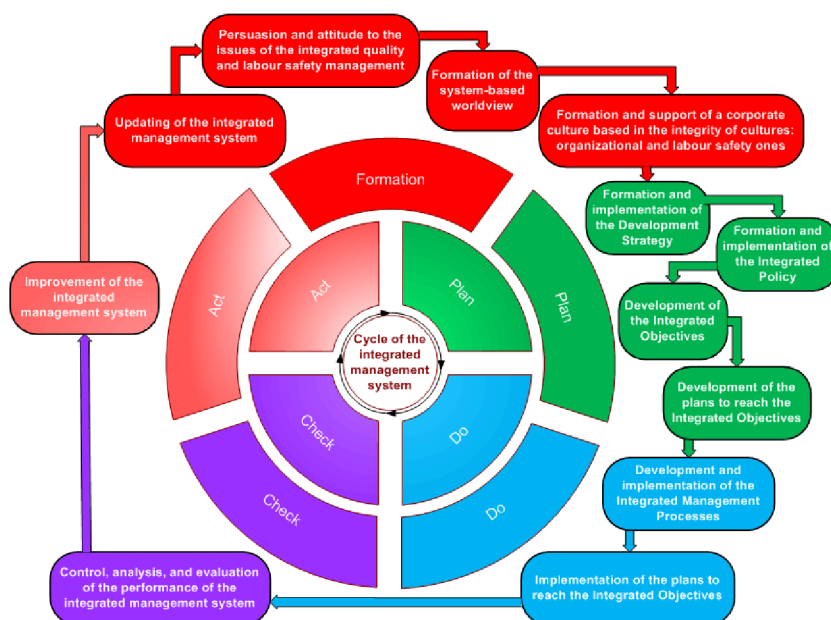 Persuasion and attitude to the
issues of the integrated quality
and labour safety management
Formation of the
system-based
worldview
Updating of the integrated
management system
Formation and support of a corporate
culture based in the integrity of cultures:
organizational and labour safety ones
Formation
Formation and
implementation of
the Development
Strategy
Formation and
implementation of
the Integrated
Policy
Act
Act
Plan
Plan
Improvement of the
integrated
management system
Development of
the Integrated
Objectives
Cycle of the
integrated
management
system
Development of the
plans to reach the
Integrated Objectives
Check
Do
Development and
implementation of the
Integrated Management
Processes
Check
Do
Control, analysis, and evaluation
of the performance of the
integrated management system
Implementation of the plans to
reach the Integrated Objectives